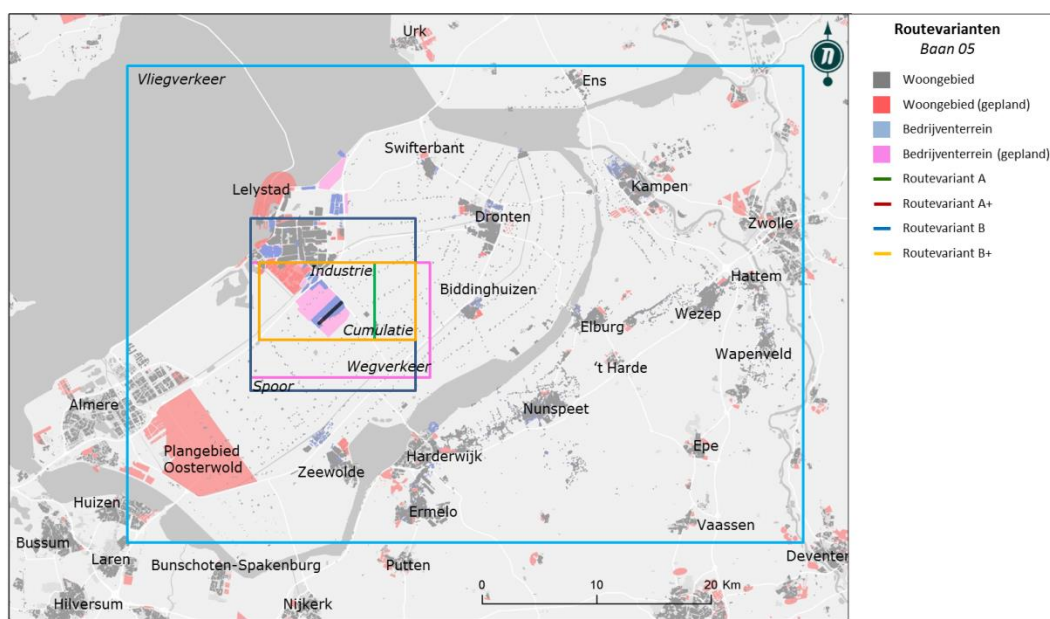 Urk
Vliegverkeer
Ens
Swifterbant
Lelystad
Kampen
Dronten
Zwolle
Industrie
Hattem
Biddinghuizen
Elburg
Wezep
Cumulatie
Wapenveld
't Harde
Wegverkeer
Spoor
Almere
Nunspeet
Plangebied
Oosterwold
Epe
Zeewolde
Harderwijk
Huizen
Ermelo
Vaassen
Bussum
Laren
Bunschoten-Spakenburg
Putten
Deventer
Hilversum
Nijkerk
0 10 20 Km
Routevarianten
Baan 05
Woongebied
Woongebied (gepland)
Bedrijventerrein
Bedrijventerrein (gepland)
Routevariant A
Routevariant A+
Routevariant B
Routevariant B+